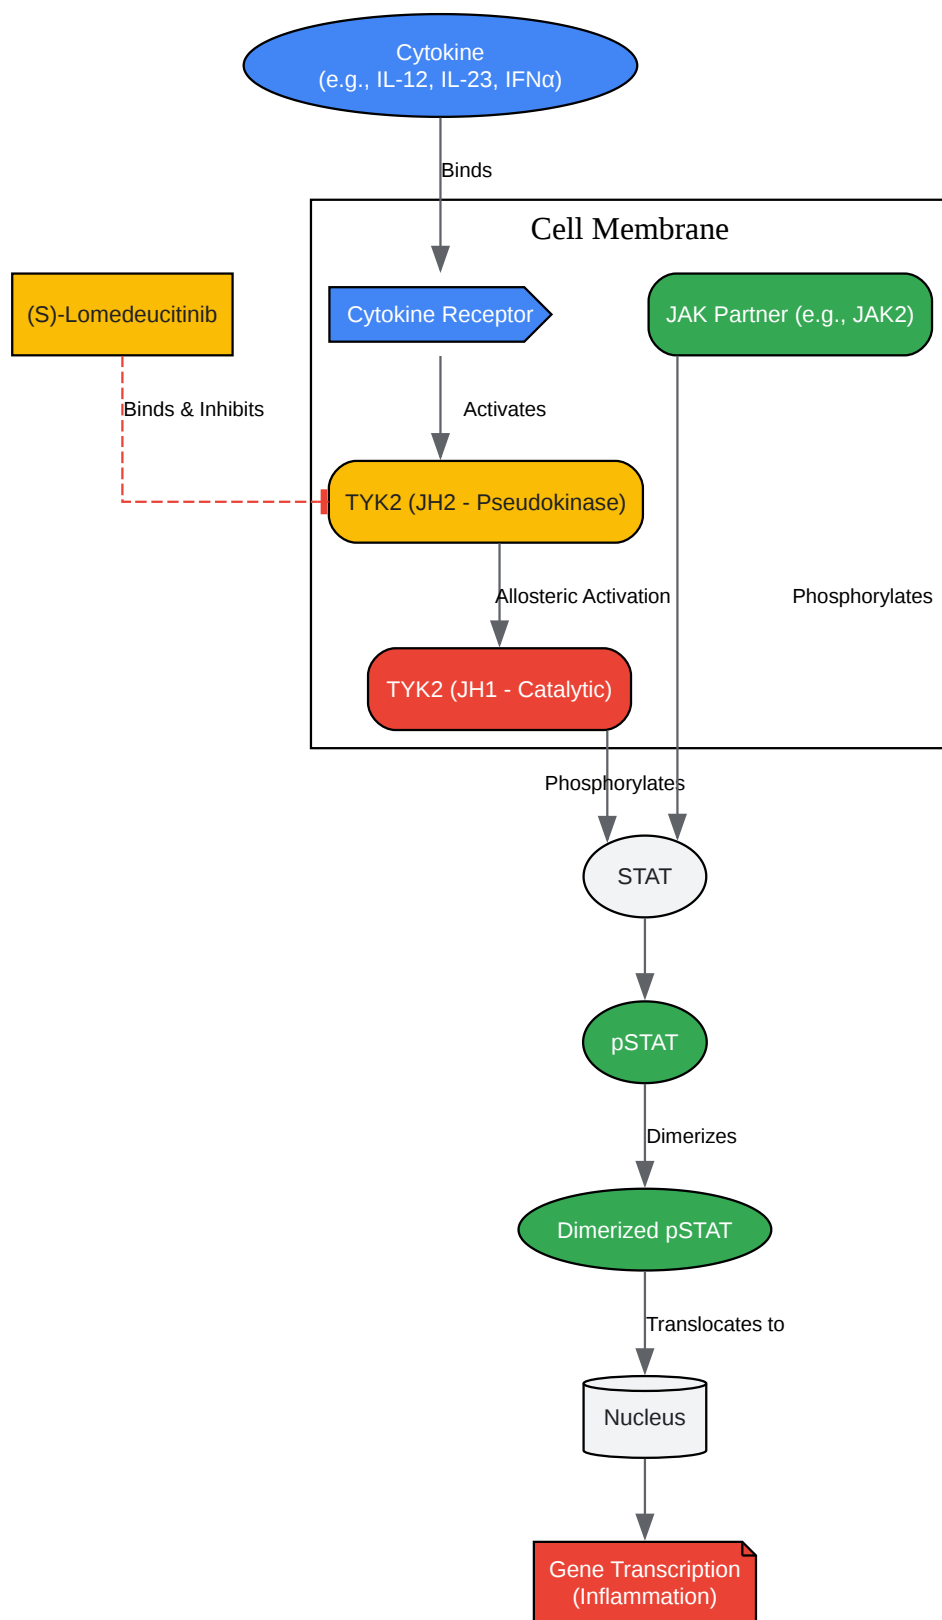 Cytokine
(e.g., IL-12, IL-23, IFNα)
Binds
Cell Membrane
(S)-Lomedeucitinib
Cytokine Receptor
JAK Partner (e.g., JAK2)
Binds & Inhibits
Activates
TYK2 (JH2 - Pseudokinase)
Allosteric Activation
Phosphorylates
TYK2 (JH1 - Catalytic)
Phosphorylates
STAT
pSTAT
Dimerizes
Dimerized pSTAT
Translocates to
Nucleus
Gene Transcription
(Inflammation)